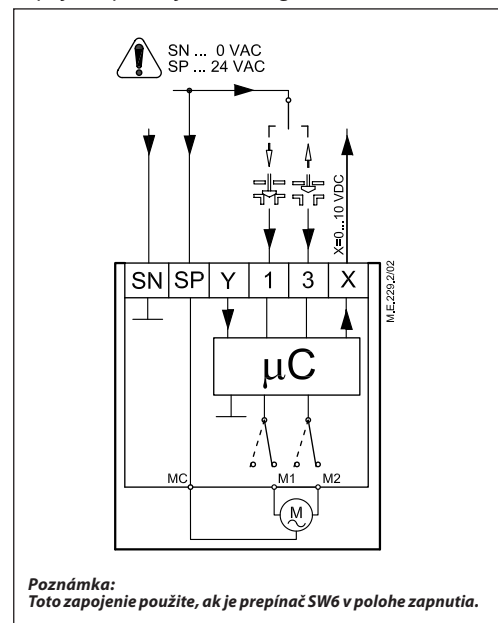 SN ... 0 VAC
SP ... 24 VAC
X=0...10 VDC
SN SP Y 1 3 X
M.E.229.2/02
µC
MC M1 M2
M
Poznámka:
Toto zapojenie použite, ak je prepínač SW6 v polohe zapnutia.